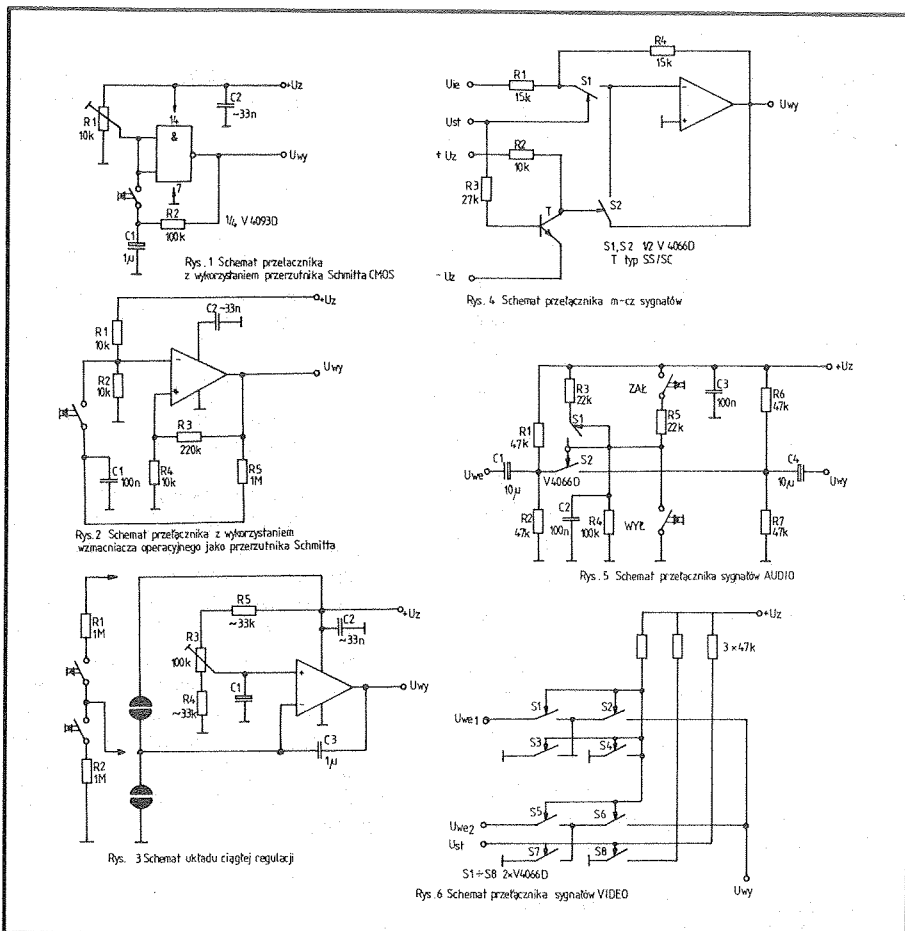 +Uz
C2
~33n
R1
10k
14
&
Uwy
7
R2
100k
C1
1µ
1/4 V 4093D
Rys. 1 Schemat przełacznika
z wykorzystaniem przerzutnika Schmitta CMOS
+Uz
C2 ~33n
R1
10k
Uwy
-
+
R2
10k
R3
220k
C1
100n
R4
10k
R5
1M
Rys.2 Schemat przełącznika z wykorzystaniem
wzmacniacza operacyjnego jako przerzutnika Schmitta
R1
1M
R5
~33k
+Uz
C2
~33n
R3
100k
C1
+
-
Uwy
R4
~33k
R2
1M
C3
1µ
Rys. 3 Schemat układu ciągłej regulacji
R4
15k
Uie
R1
15k
S1
-
+
Uwy
Ust
+ Uz
R2
10k
R3
27k
T
S2
S1, S2 1/2 V 4066D
T typ SS/SC
- Uz
Rys. 4 Schemat przełącznika m-cz sygnałów
+Uz
R3
22k
ZAŁ
C3
100n
R6
47k
R1
47k
S1
R5
22k
C1
Uwe
10µ
S2
V4066D
C4
10µ
Uwy
R2
47k
C2
100n
R4
100k
WYŁ
R7
47k
Rys. 5 Schemat przełącznika sygnałów AUDIO
+Uz
3×47k
S1
S2
Uwe1
S3
S4
S5
S6
Uwe2
Ust
S7
S8
S1÷S8 2×V4066D
Uwy
Rys. 6 Schemat przełącznika sygnałów VIDEO